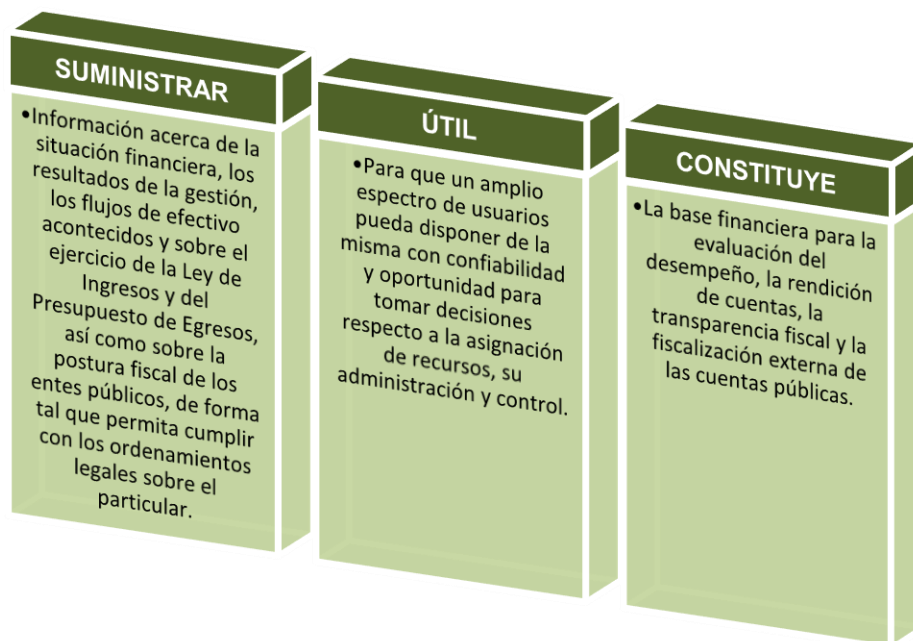 SUMINISTRAR
•Información acerca de la
situación financiera, los
resultados de la gestión,
los flujos de efectivo
acontecidos y sobre el
ejercicio de la Ley de
Ingresos y del
Presupuesto de Egresos,
así como sobre la
postura fiscal de los
entes públicos, de forma
tal que permita cumplir
con los ordenamientos
legales sobre el
particular.
ÚTIL
•Para que un amplio
espectro de usuarios
pueda disponer de la
misma con confiabilidad
y oportunidad para
tomar decisiones
respecto a la asignación
de recursos, su
administración y control.
CONSTITUYE
•La base financiera para la
evaluación del
desempeño, la rendición
de cuentas, la
transparencia fiscal y la
fiscalización externa de
las cuentas públicas.